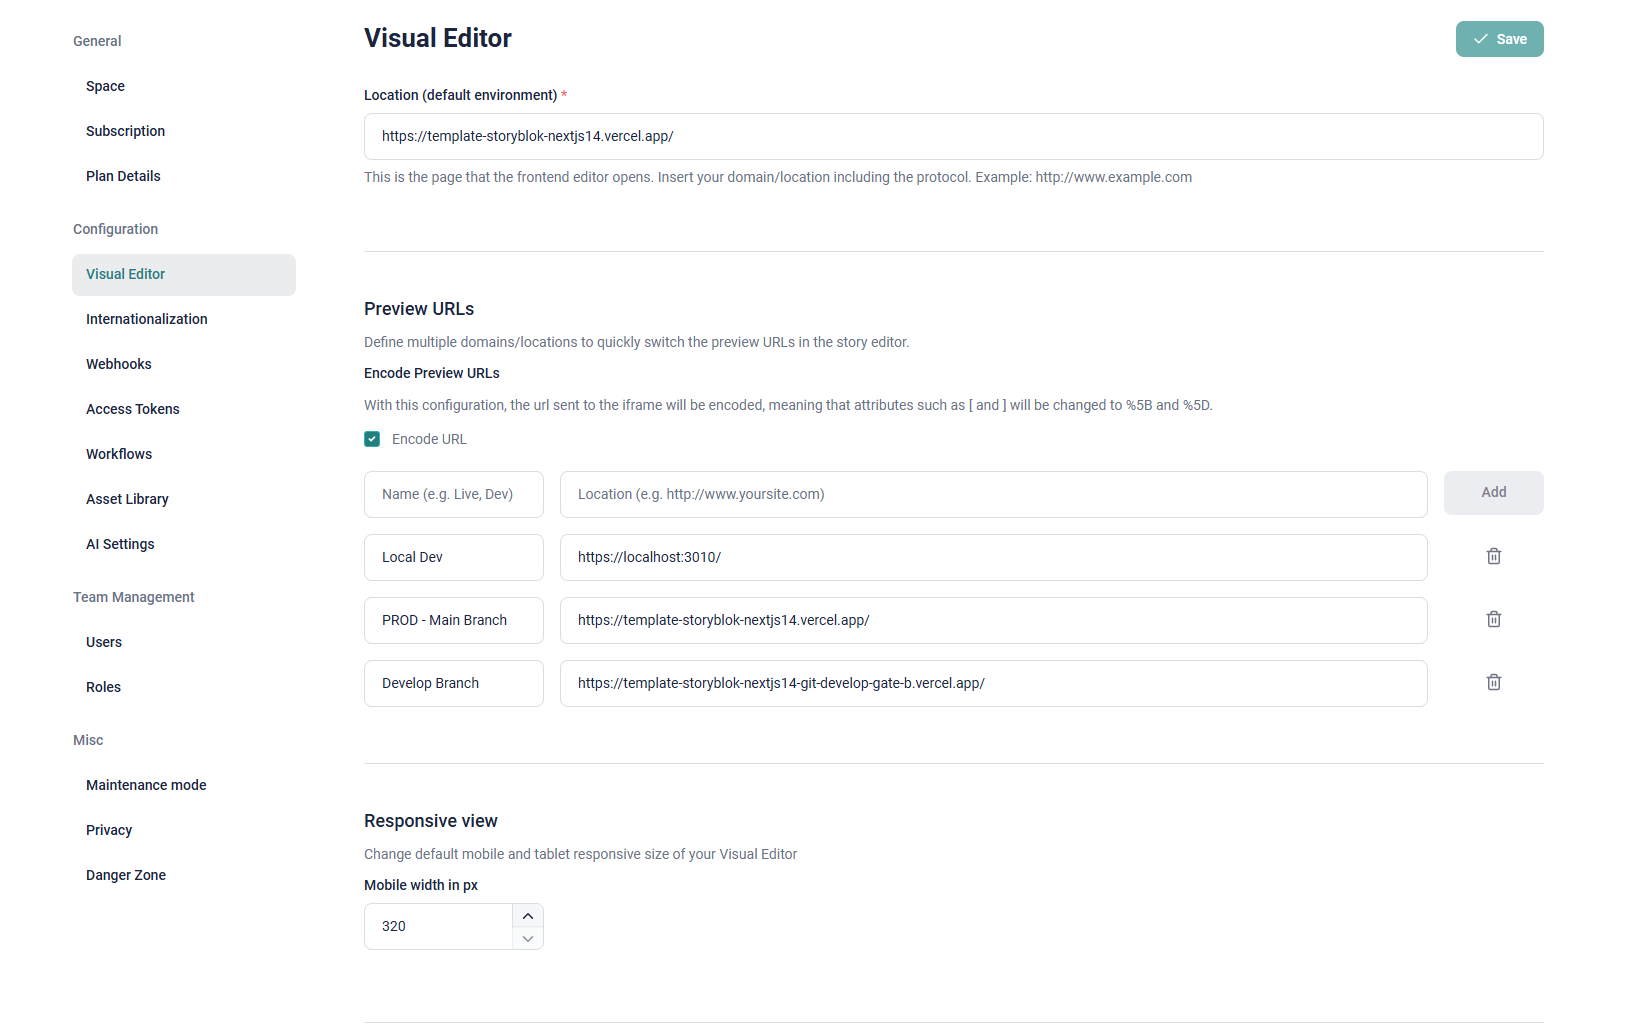 General
Space
Subscription
Plan Details
Configuration
Visual Editor
Internationalization
Webhooks
Access Tokens
Workflows
Asset Library
AI Settings
Team Management
Users
Roles
Misc
Maintenance mode
Privacy
Danger Zone
Visual Editor
Save
Location (default environment) *
https://template-storyblok-nextjs14.vercel.app/
This is the page that the frontend editor opens. Insert your domain/location including the protocol. Example: http://www.example.com
Preview URLs
Define multiple domains/locations to quickly switch the preview URLs in the story editor.
Encode Preview URLs
With this configuration, the url sent to the iframe will be encoded, meaning that attributes such as [ and ] will be changed to %5B and %5D.
Encode URL
Name (e.g. Live, Dev) Location (e.g. http://www.yoursite.com) Add
Local Dev https://localhost:3010/
PROD - Main Branch https://template-storyblok-nextjs14.vercel.app/
Develop Branch https://template-storyblok-nextjs14-git-develop-gate-b.vercel.app/
Responsive view
Change default mobile and tablet responsive size of your Visual Editor
Mobile width in px
320